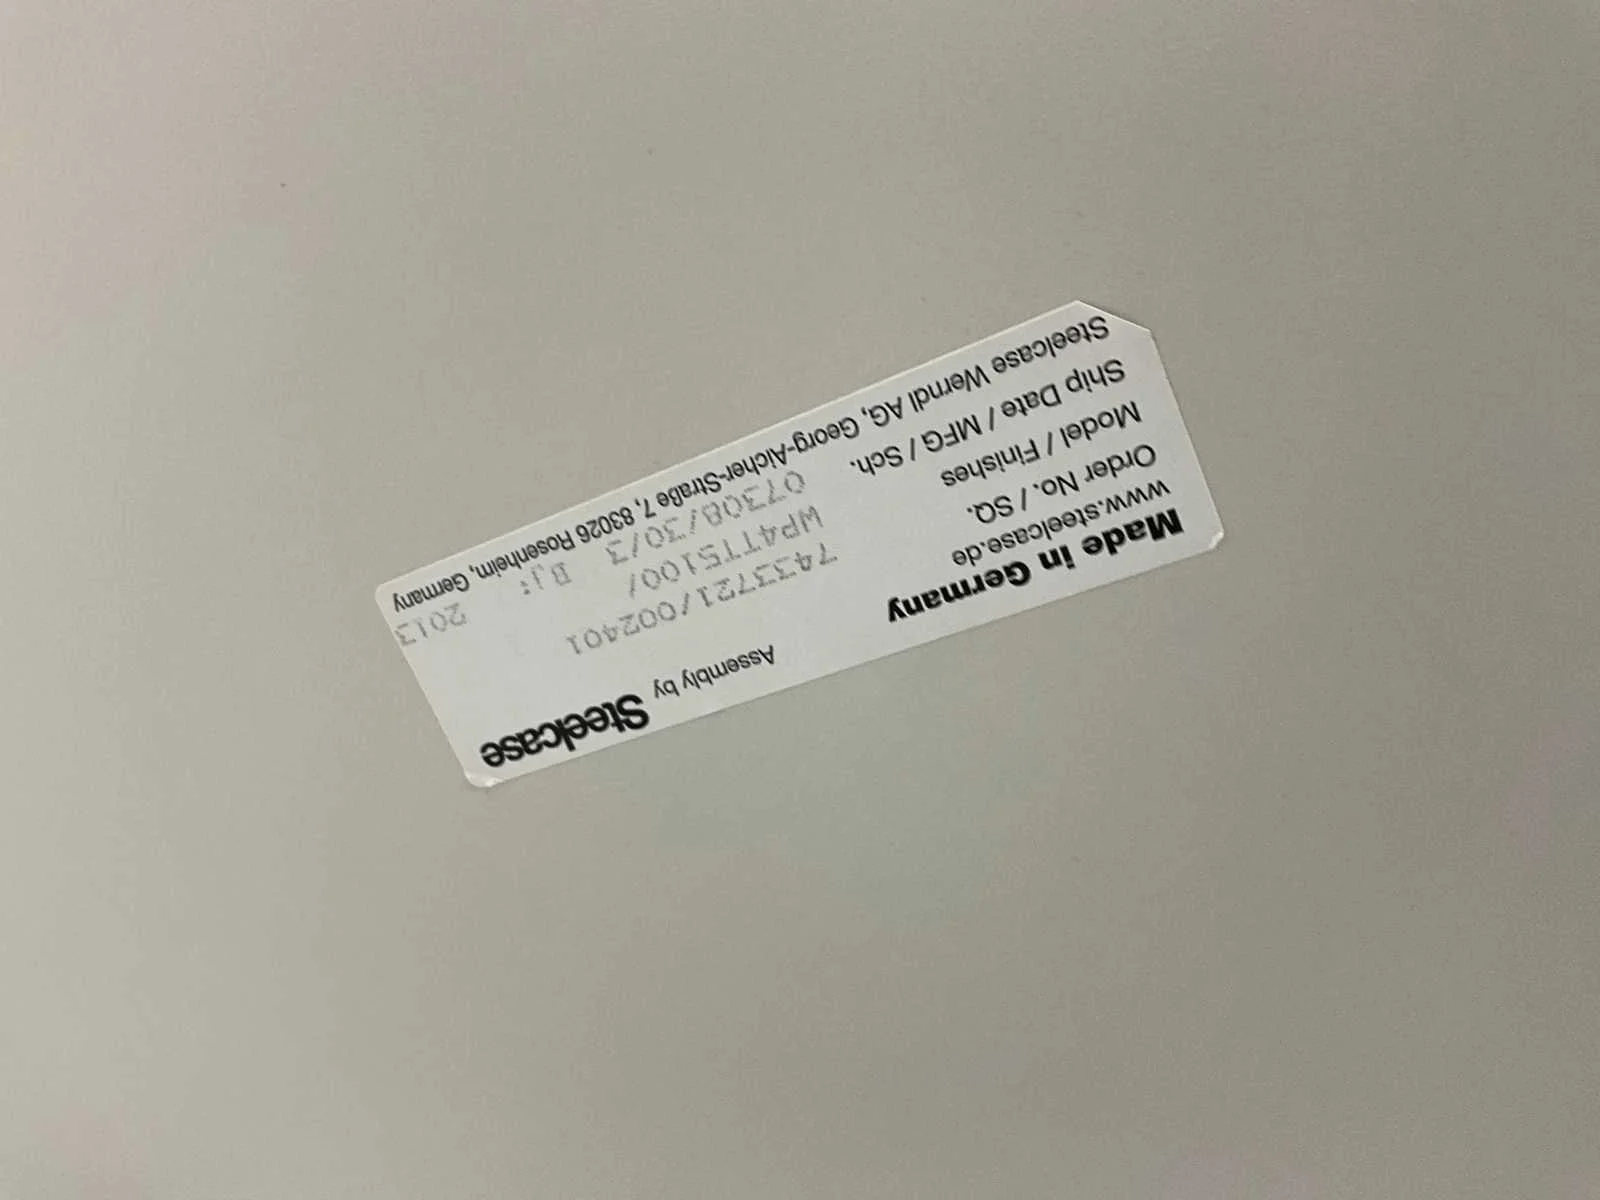 Assembly by Steelcase
Made in Germany
www.steelcase.de
Order No. / SQ. 7433721/002401
Model / Finishes WP4TT5100/
Ship Date / MFG / Sch. 07308/30/3 Bj: 2013
Steelcase Werndl AG, Georg-Aicher-Straße 7, 83026 Rosenheim, Germany